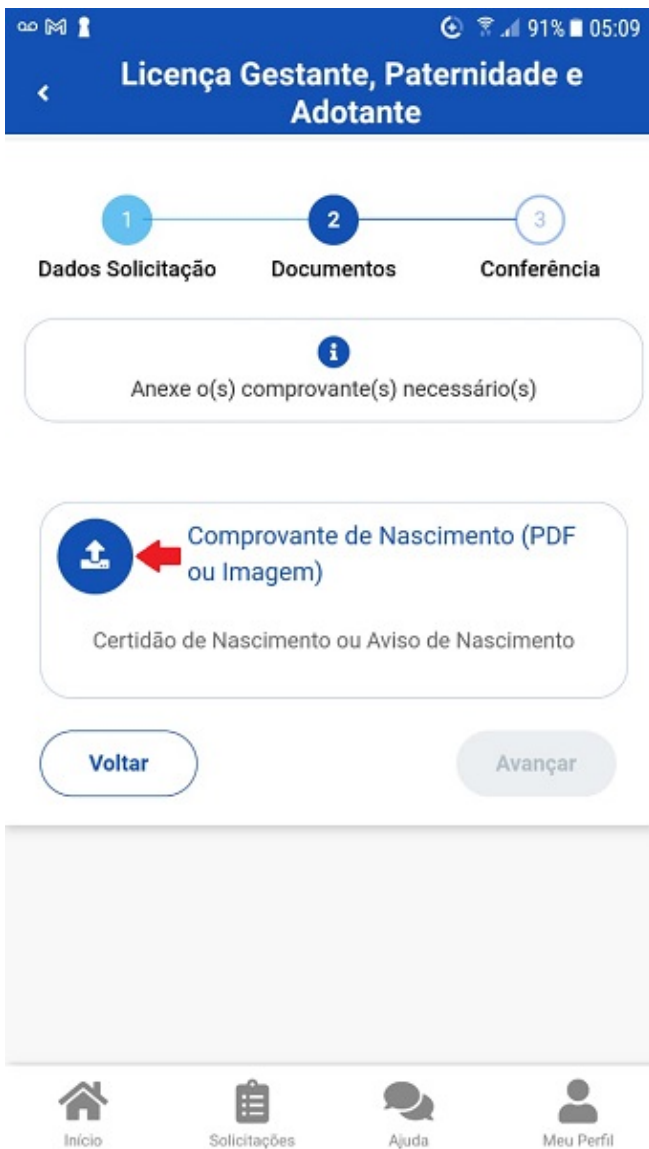 91% 05:09
Licença Gestante, Paternidade e
Adotante
1 2 3
Dados Solicitação Documentos Conferência
Anexe o(s) comprovante(s) necessário(s)
Comprovante de Nascimento (PDF
ou Imagem)
Certidão de Nascimento ou Aviso de Nascimento
Voltar Avançar
Início Solicitações Ajuda Meu Perfil